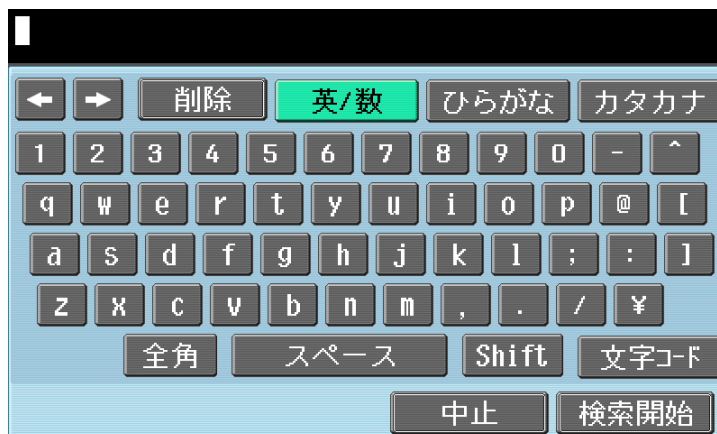 ← → 削除 英/数 ひらがな カタカナ
1 2 3 4 5 6 7 8 9 0 - ^
q w e r t y u i o p @ [
a s d f g h j k l ; : ]
z x c v b n m , . / ¥
全角 スペース Shift 文字コード
中止 検索開始